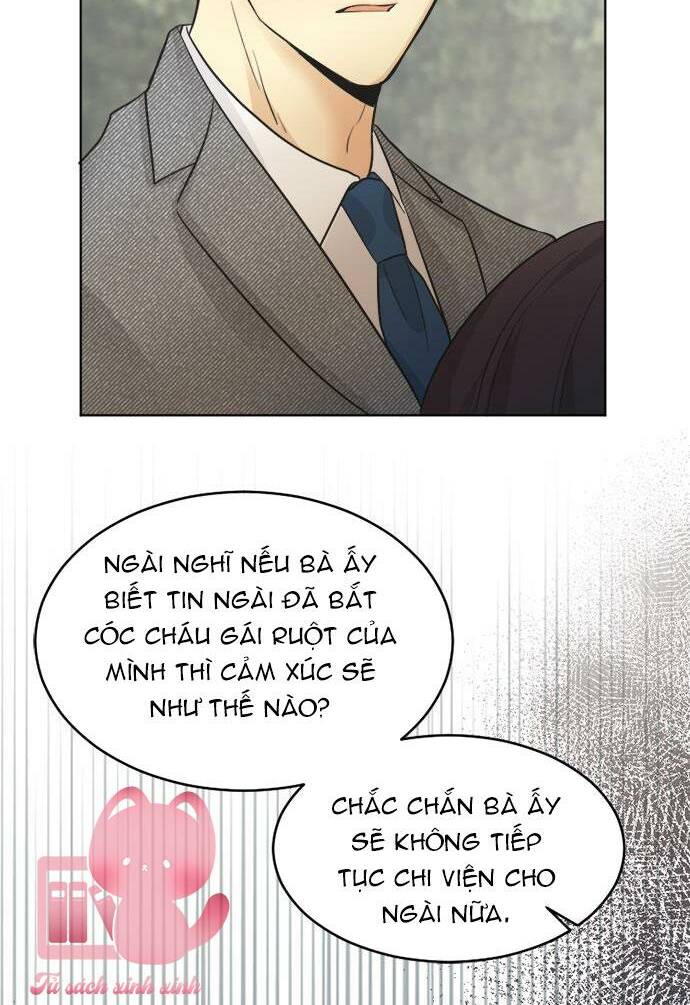 NGÀI NGHĨ NẾU BÀ ẤY
BIẾT TIN NGÀI ĐÃ BẮT
CÓC CHÁU GÁI RUỘT CỦA
MÌNH THÌ CẢM XÚC SẼ
NHƯ THẾ NÀO?
CHẮC CHẮN BÀ ẤY
SẼ KHÔNG TIẾP
TỤC CHI VIỆN CHO
NGÀI NỮA.
Tủ sách xinh xinh